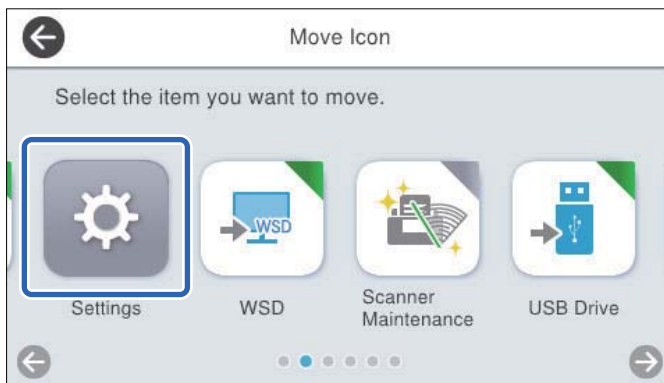 Move Icon
Select the item you want to move.
WSD
Settings
WSD
Scanner
Maintenance
USB Drive